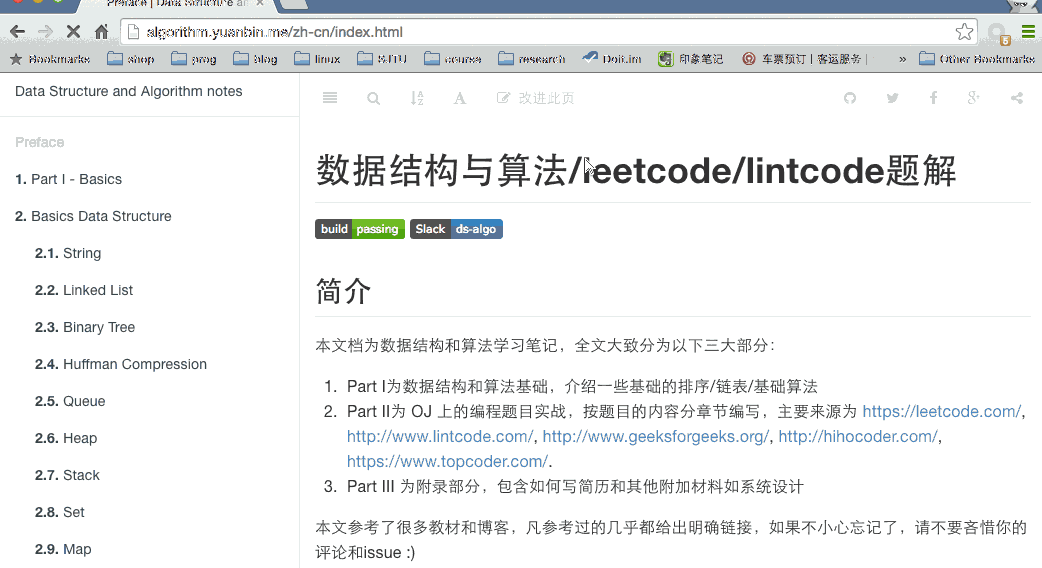 Preface | Data Structure an
algorithm.yuanbin.me/zh-cn/index.html
Bookmarks shop prog blog linux SJTU course research Doit.im 印象笔记 车票预订 | 客运服务 | » Other Bookmarks
Data Structure and Algorithm notes
改进此页
Preface
1. Part I - Basics
2. Basics Data Structure
2.1. String
2.2. Linked List
2.3. Binary Tree
2.4. Huffman Compression
2.5. Queue
2.6. Heap
2.7. Stack
2.8. Set
2.9. Map
数据结构与算法/leetcode/lintcode题解
build passing Slack ds-algo
简介
本文档为数据结构和算法学习笔记，全文大致分为以下三大部分：
1. Part I为数据结构和算法基础，介绍一些基础的排序/链表/基础算法
2. Part II为 OJ 上的编程题目实战，按题目的内容分章节编写，主要来源为 https://leetcode.com/,
http://www.lintcode.com/, http://www.geeksforgeeks.org/, http://hihocoder.com/,
https://www.topcoder.com/.
3. Part III 为附录部分，包含如何写简历和其他附加材料如系统设计
本文参考了很多教材和博客，凡参考过的几乎都给出明确链接，如果不小心忘记了，请不要吝惜你的
评论和issue :)